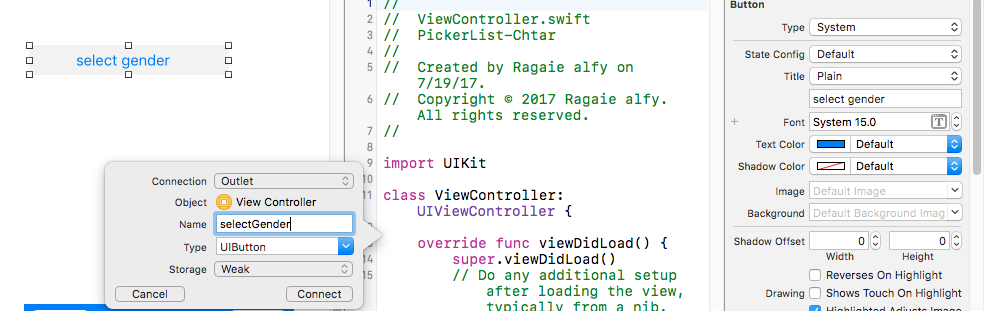 select gender
Connection Outlet
Object View Controller
Name selectGender
Type UIButton
Storage Weak
Cancel Connect
1 //
2 // ViewController.swift
3 // PickerList-Chtar
4 //
5 // Created by Ragaie alfy on
7/19/17.
6 // Copyright © 2017 Ragaie alfy.
All rights reserved.
7 //
8
9 import UIKit
10
11 class ViewController:
UIViewController {
override func viewDidLoad() {
14 super.viewDidLoad()
15 // Do any additional setup
after loading the view,
typically from a nib.
Button
Type System
State Config Default
Title Plain
select gender
+ Font System 15.0 T
Text Color Default
Shadow Color Default
Image Default Image
Background Default Background Imag
Shadow Offset 0 0
Width Height
Reverses On Highlight
Drawing Shows Touch On Highlight
Highlighted Adjusts Image